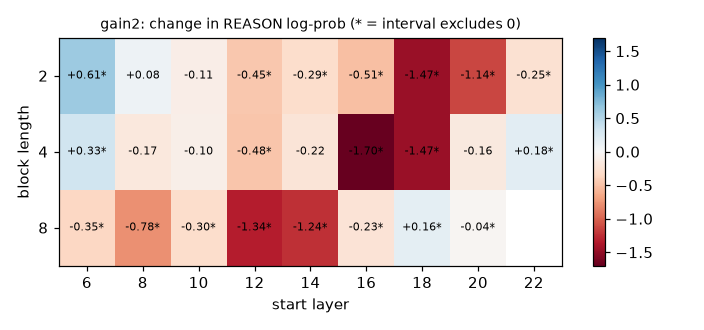 gain2: change in REASON log-prob (* = interval excludes 0)
block length
2 +0.61* +0.08 -0.11 -0.45* -0.29* -0.51* -1.47* -1.14* -0.25*
4 +0.33* -0.17 -0.10 -0.48* -0.22 -1.70* -1.47* -0.16 +0.18*
8 -0.35* -0.78* -0.30* -1.34* -1.24* -0.23* +0.16* -0.04*
6 8 10 12 14 16 18 20 22
start layer
1.5
1.0
0.5
0.0
−0.5
−1.0
−1.5